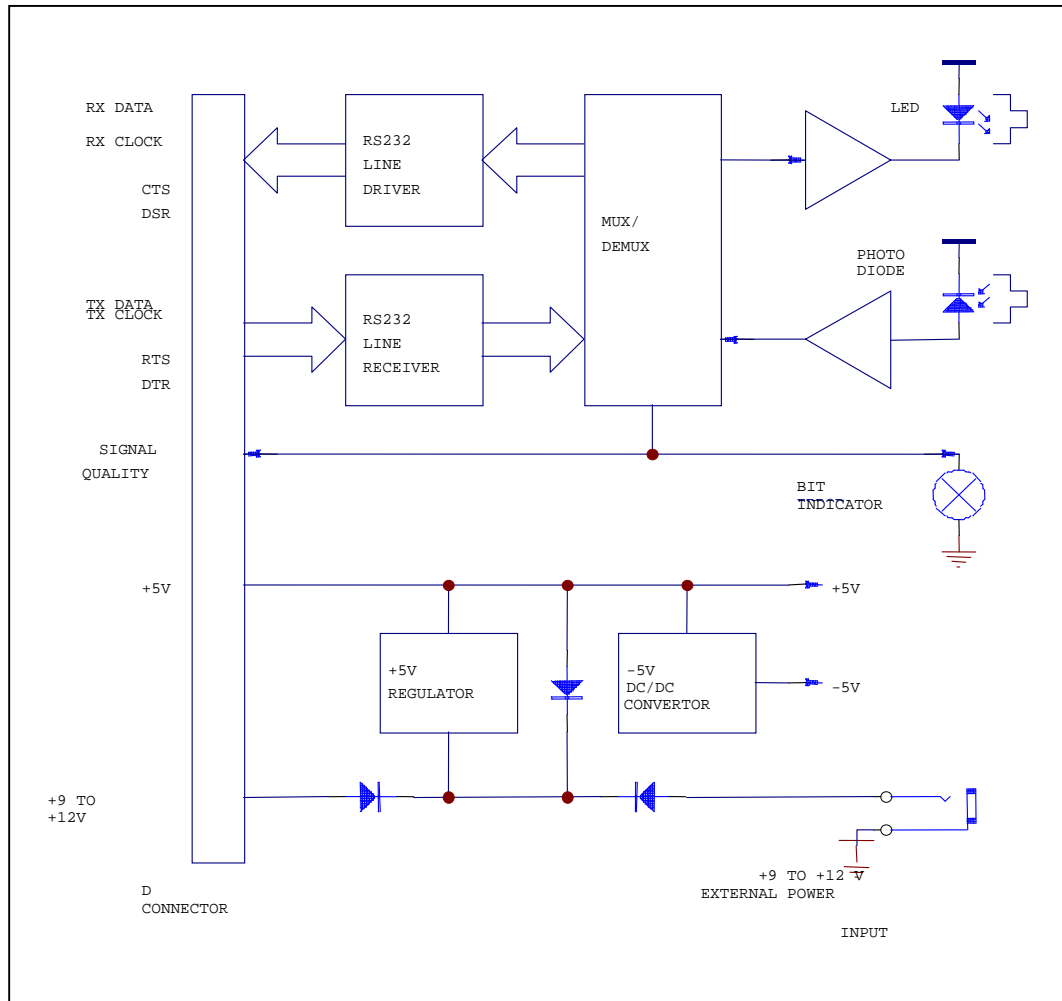 RX DATA
RX CLOCK
CTS
DSR
RS232
LINE
DRIVER
MUX/
DEMUX
LED
PHOTO
DIODE
TX DATA
TX CLOCK
RTS
DTR
RS232
LINE
RECEIVER
SIGNAL
QUALITY
BIT
INDICATOR
+5V
+5V
REGULATOR
-5V
DC/DC
CONVERTOR
+5V
-5V
+9 TO
+12V
+9 TO +12 V
EXTERNAL POWER
INPUT
D
CONNECTOR